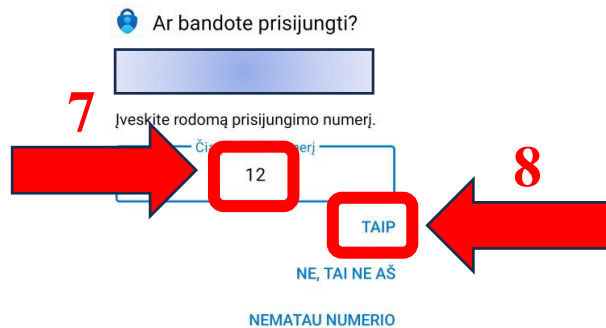 Ar bandote prisijungti?
Įveskite rodomą prisijungimo numerį.
7
12
8
TAIP
NE, TAI NE AŠ
NEMATAU NUMERIO